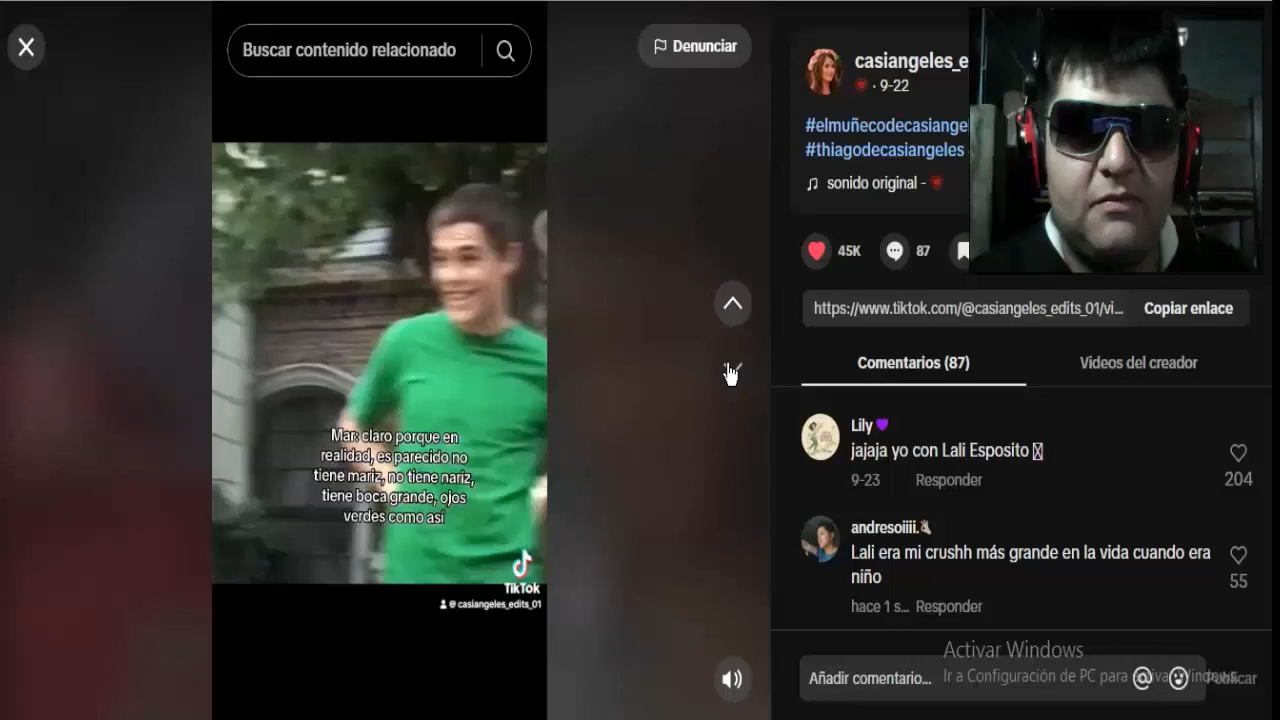 Buscar contenido relacionado
Denunciar
casiangeles_e
· 9-22
#elmuñecodecasiange
#thiagodecasiangeles
sonido original -
45K
87
https://www.tiktok.com/@casiangeles_edits_01/vi...
Copiar enlace
Comentarios (87)
Videos del creador
Lily
jajaja yo con Lali Esposito
9-23
Responder
204
andresoiiii.
Lali era mi crushh más grande en la vida cuando era
niño
hace 1 s...
Responder
55
Añadir comentario...
Publicar
Activar Windows
Ir a Configuración de PC para activar Windows.
Mar: claro porque en
realidad, es parecido no
tiene mariz, no tiene nariz,
tiene boca grande, ojos
verdes como asi
TikTok
@casiangeles_edits_01